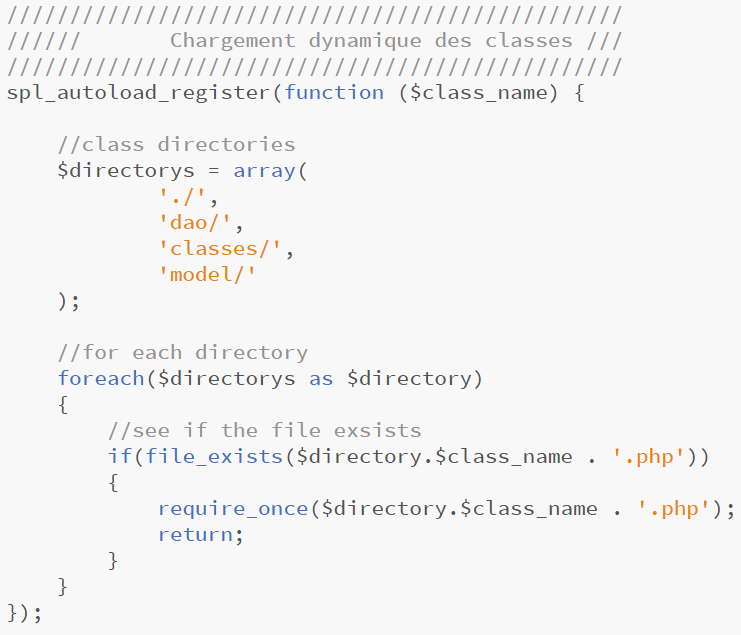 /////////////////////////////////////////////////
//////       Chargement dynamique des classes ///
/////////////////////////////////////////////////
spl_autoload_register(function ($class_name) {
    //class directories
    $directorys = array(
            './',
            'dao/',
            'classes/',
            'model/'
    );
    //for each directory
    foreach($directorys as $directory)
    {
        //see if the file exsists
        if(file_exists($directory.$class_name . '.php'))
        {
            require_once($directory.$class_name . '.php');
            return;
        }
    }
});